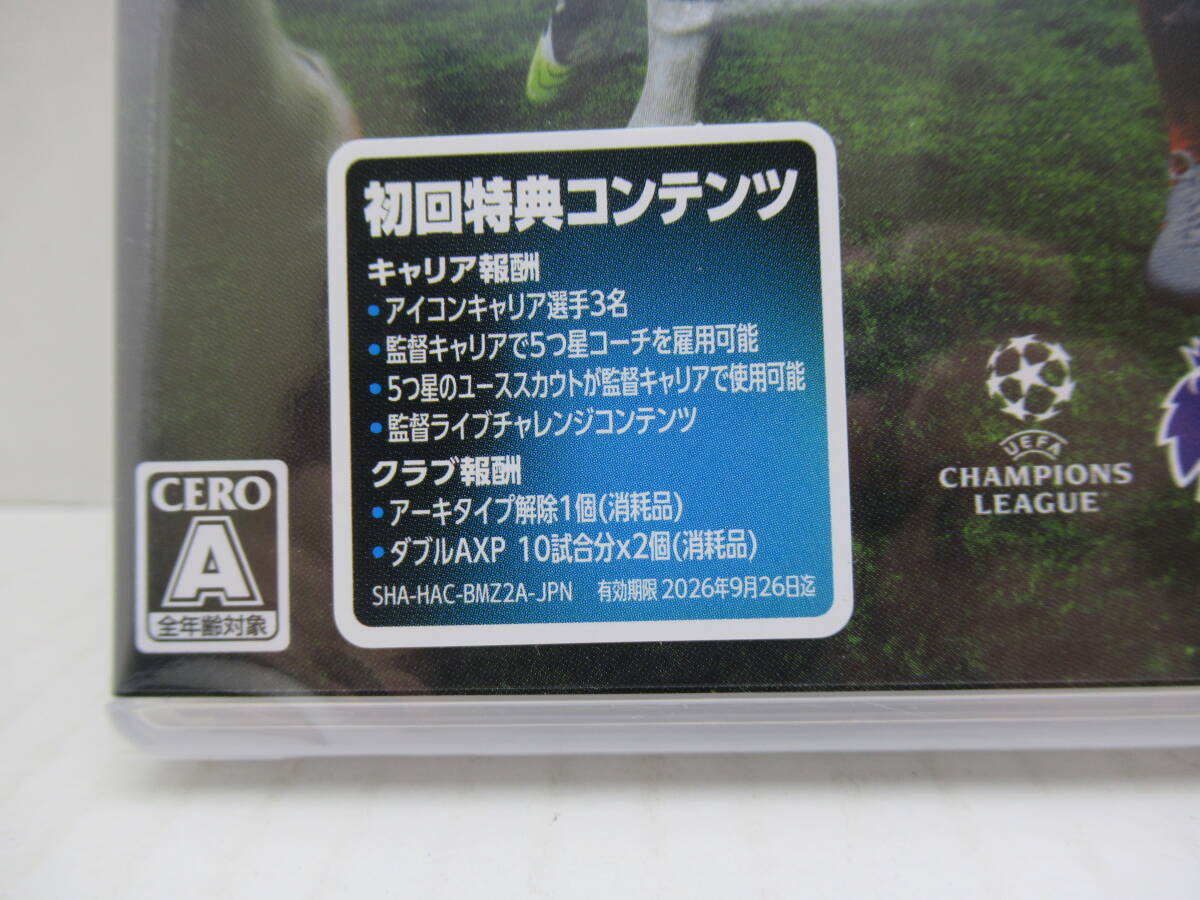 初回特典コンテンツ
キャリア報酬
•アイコンキャリア選手3名
•監督キャリアで5つ星コーチを雇用可能
•5つ星のユーススカウトが監督キャリアで使用可能
•監督ライブチャレンジコンテンツ
クラブ報酬
•アーキタイプ解除1個(消耗品)
•ダブルAXP 10試合分x2個(消耗品)
SHA-HAC-BMZ2A-JPN 有効期限 2026年9月26日迄
CERO
A
全年齢対象
UEFA
CHAMPIONS
LEAGUE